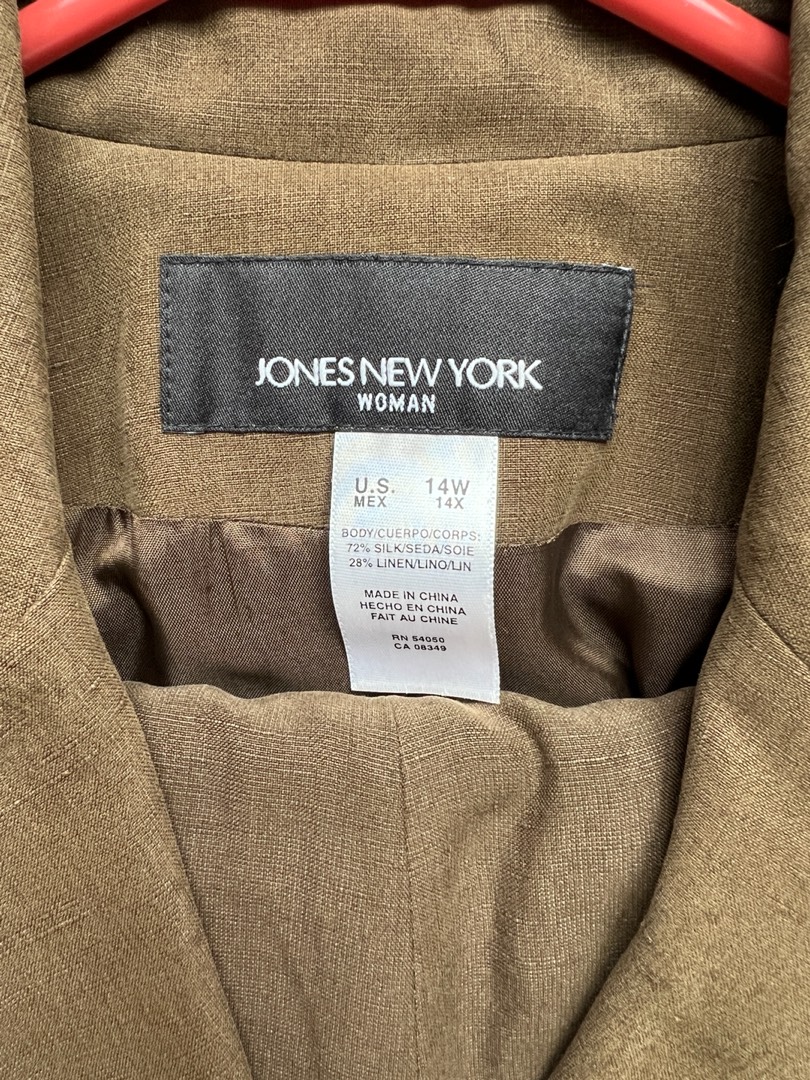 JONES NEW YORK
WOMAN
U.S. 14W
MEX 14X
BODY/CUERPO/CORPS:
72% SILK/SEDA/SOIE
28% LINEN/LINO/LIN
MADE IN CHINA
HECHO EN CHINA
FAIT AU CHINE
RN 54050
CA 08349